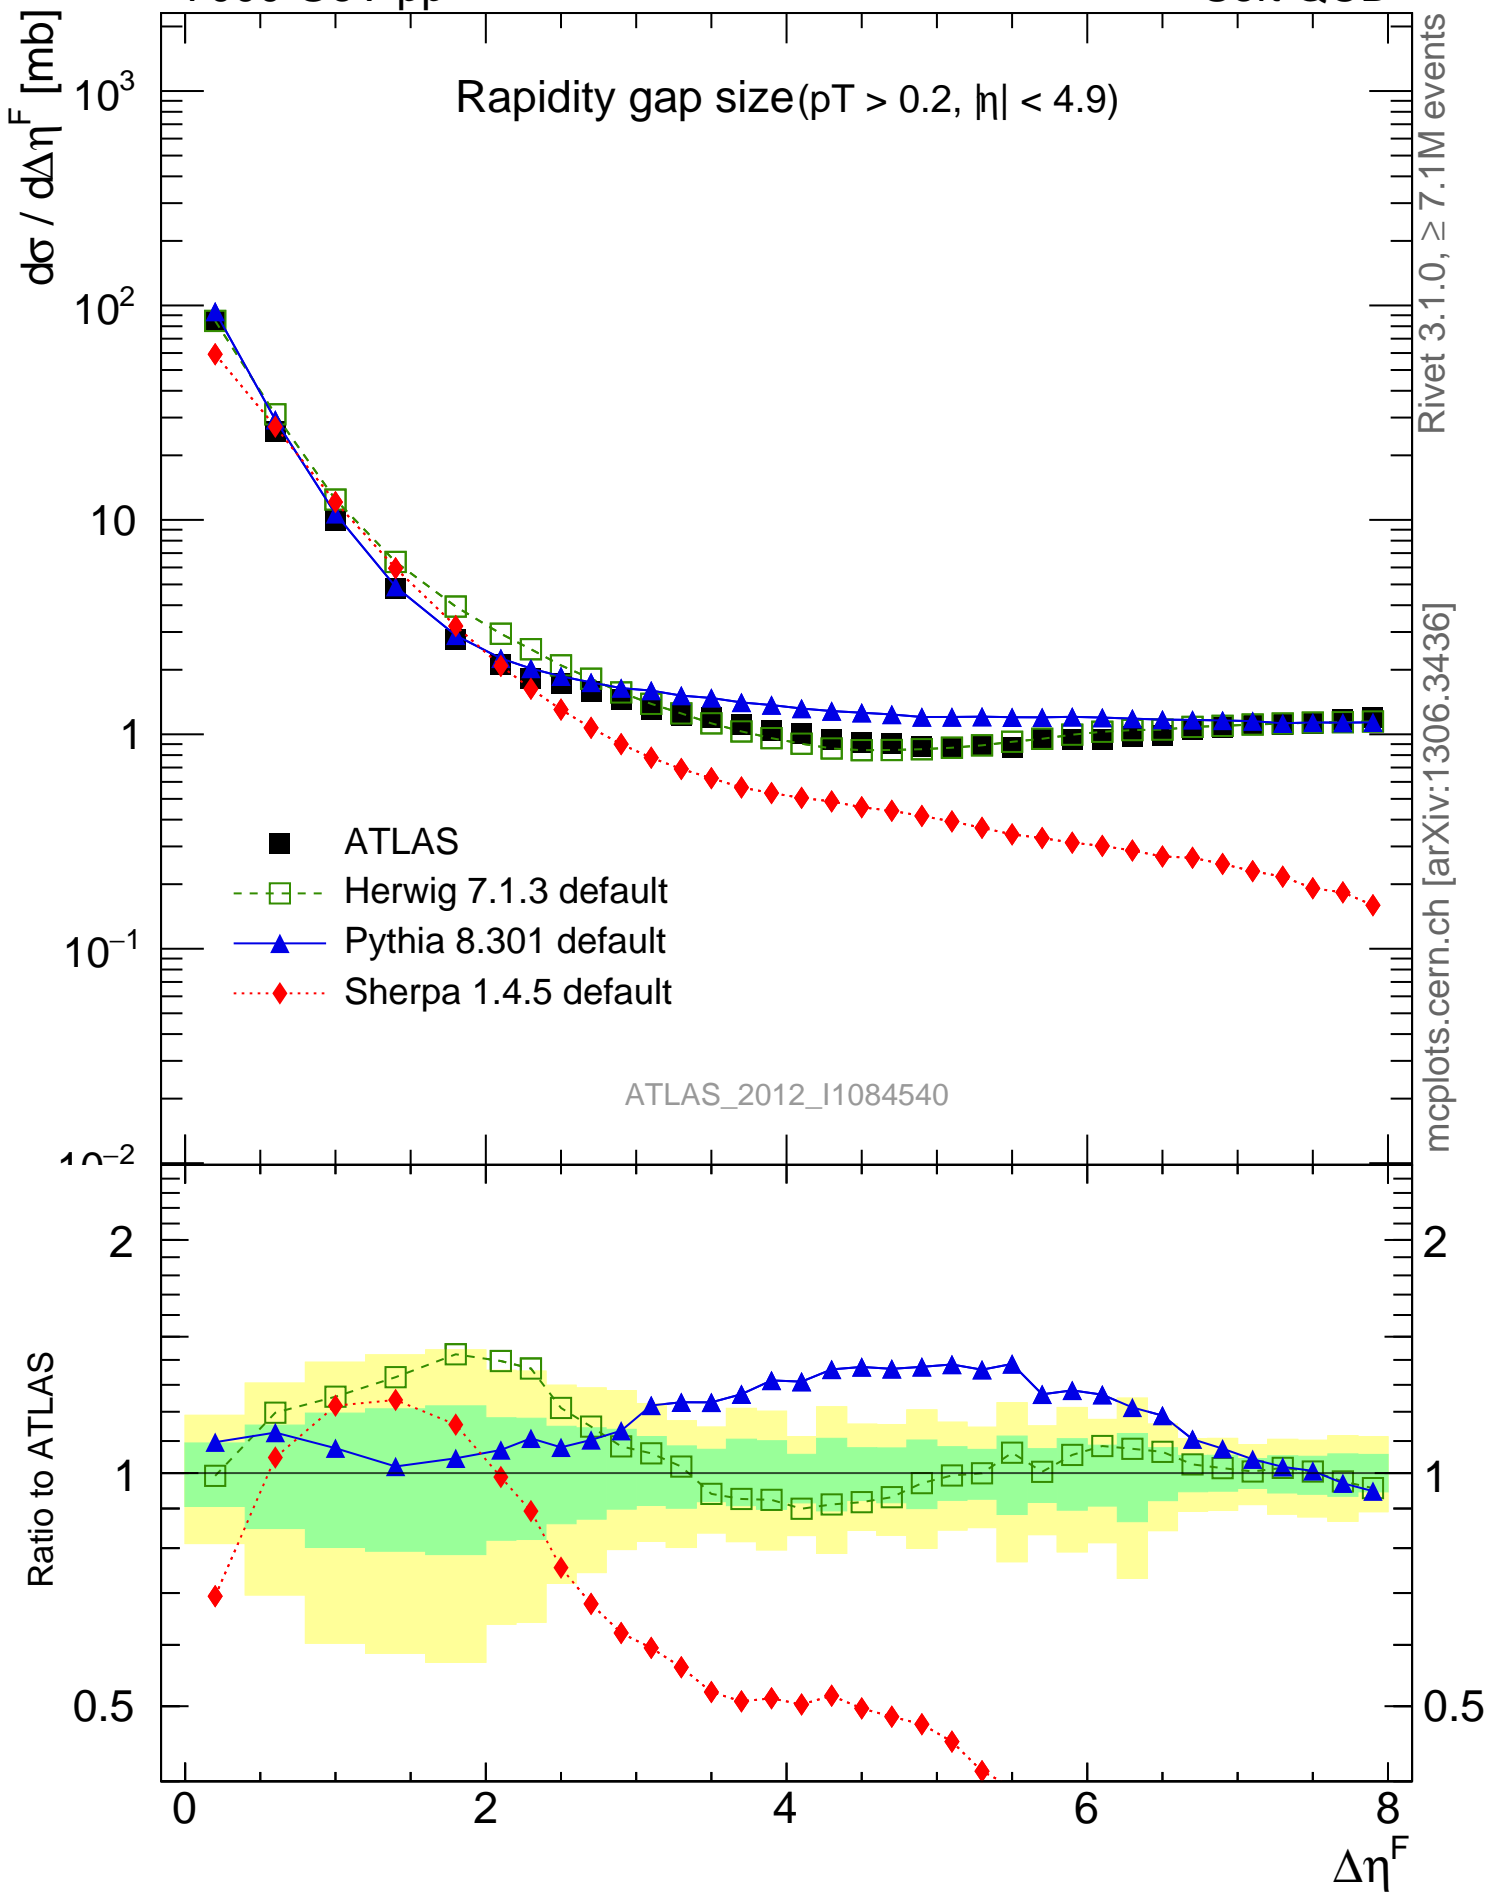 Rapidity gap size (pT > 0.2, |η| < 4.9)
dσ / dΔη^F [mb]
10^3
10^2
10
1
10^−1
10^−2
ATLAS
Herwig 7.1.3 default
Pythia 8.301 default
Sherpa 1.4.5 default
ATLAS_2012_I1084540
Rivet 3.1.0, ≥ 7.1M events
mcplots.cern.ch [arXiv:1306.3436]
Ratio to ATLAS
2
1
0.5
2
1
0.5
0 2 4 6 8
Δη^F